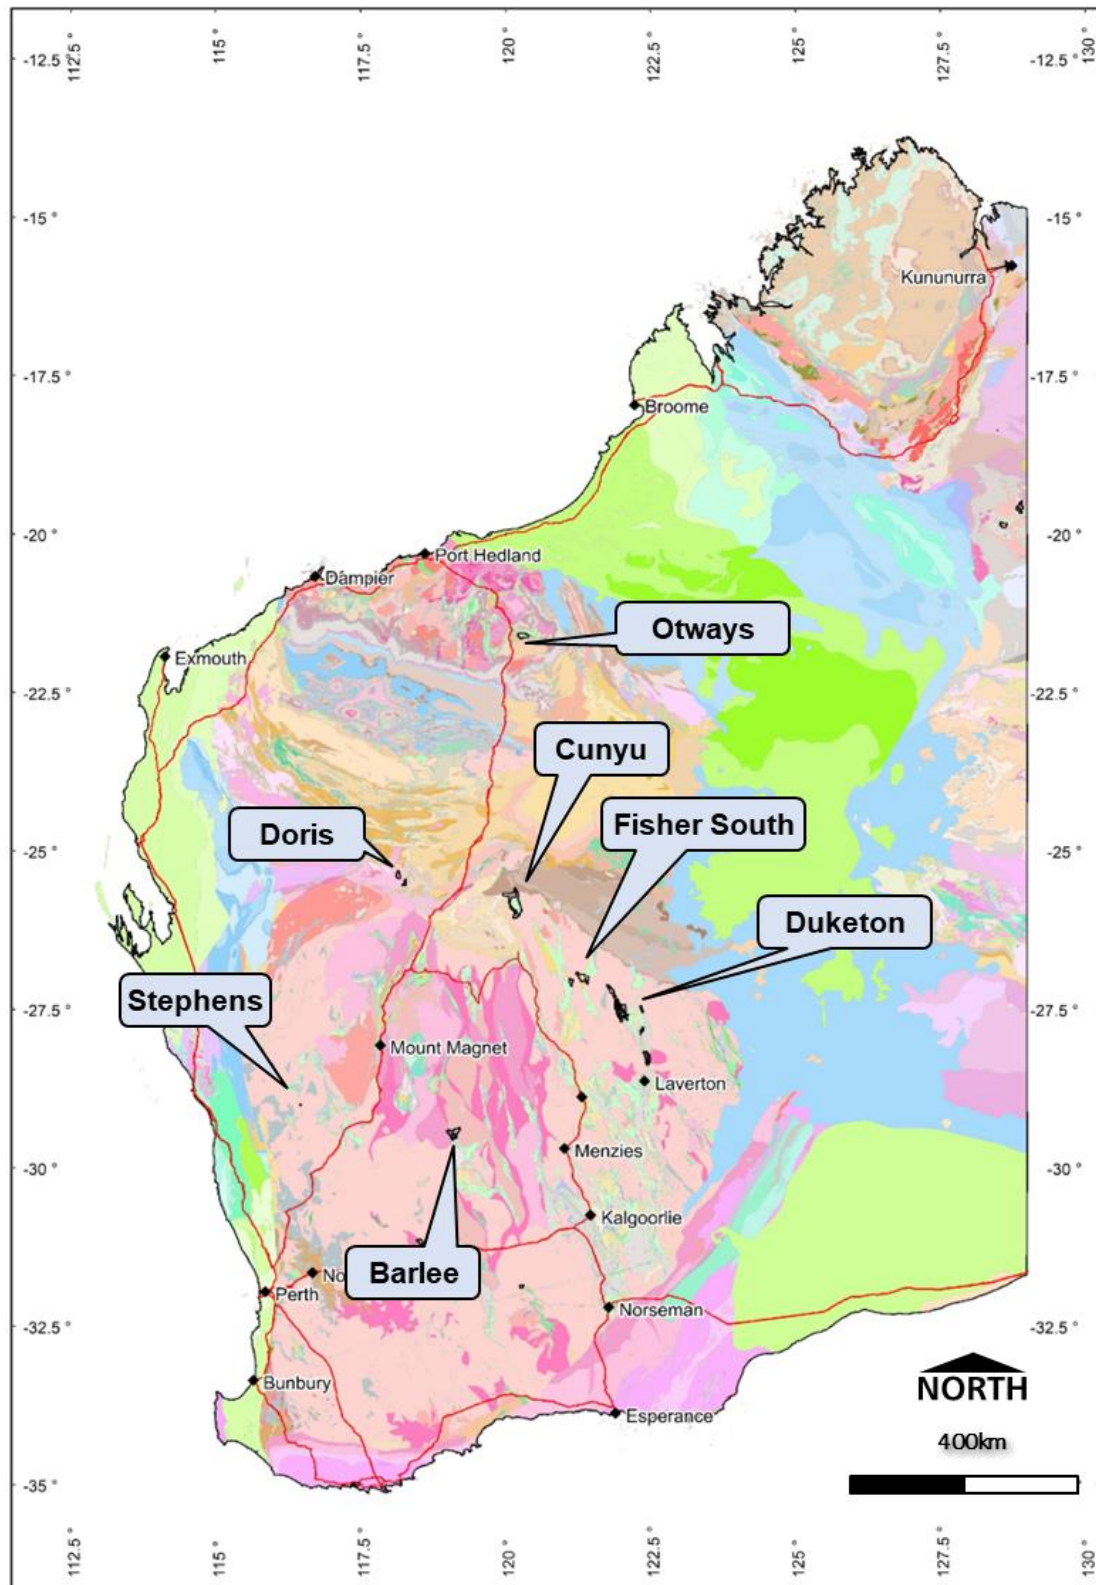 112.5 °
115 °
117.5 °
120 °
122.5 °
125 °
127.5 °
130 °
-12.5 °
-12.5 °
-15 °
-15 °
Kununurra
-17.5 °
-17.5 °
Broome
-20 °
-20 °
Port Hedland
Dampier
Otways
Exmouth
-22.5 °
-22.5 °
Cunyu
Fisher South
Doris
-25 °
-25 °
Duketon
Stephens
-27.5 °
-27.5 °
Mount Magnet
Laverton
Menzies
-30 °
-30 °
Kalgoorlie
Barlee
No
Perth
Norseman
-32.5 °
-32.5 °
Bunbury
NORTH
Esperance
400km
-35 °
-35 °
112.5 °
115 °
117.5 °
120 °
122.5 °
125 °
127.5 °
130 °